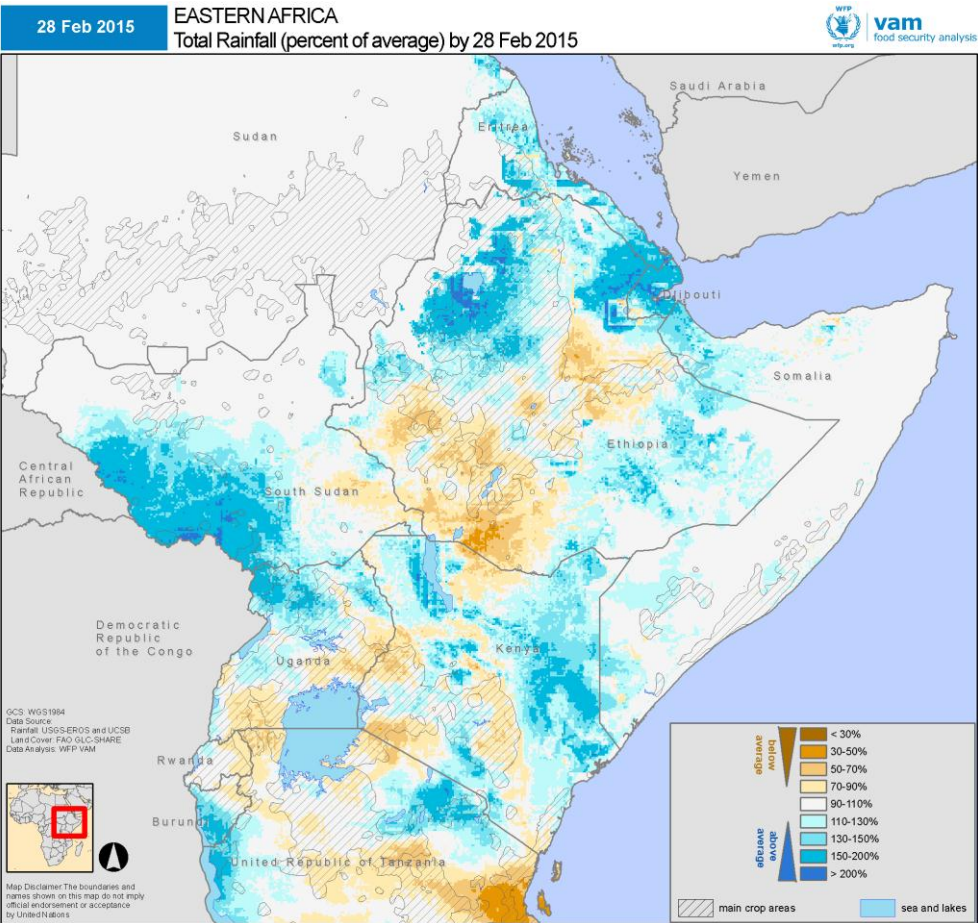 28 Feb 2015
EASTERN AFRICA
Total Rainfall (percent of average) by 28 Feb 2015
WFP
wfp.org
vam
food security analysis
Saudi Arabia
Sudan
Eritrea
Yemen
Djibouti
Somalia
Ethiopia
Central
African
Republic
South Sudan
Democratic
Republic
of the Congo
Uganda
Kenya
GCS: WGS1984
Data Source:
Rainfall: USGS-EROS and UCSB
Land Cover: FAO GLC-SHARE
Data Analysis: WFP VAM
Rwanda
Burundi
United Republic of Tanzania
Map Disclaimer:The boundaries and
names shown on this map do not imply
official endorsement or acceptance
by United Nations
below
average
above
average
< 30%
30-50%
50-70%
70-90%
90-110%
110-130%
130-150%
150-200%
> 200%
main crop areas
sea and lakes